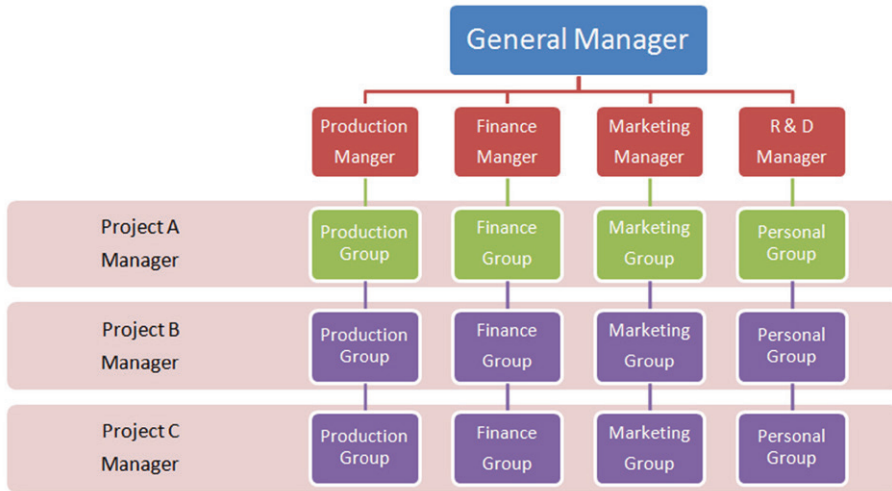 General Manager
Production
Manger
Finance
Manger
Marketing
Manager
R & D
Manager
Project A
Manager
Production
Group
Finance
Group
Marketing
Group
Personal
Group
Project B
Manager
Production
Group
Finance
Group
Marketing
Group
Personal
Group
Project C
Manager
Production
Group
Finance
Group
Marketing
Group
Personal
Group